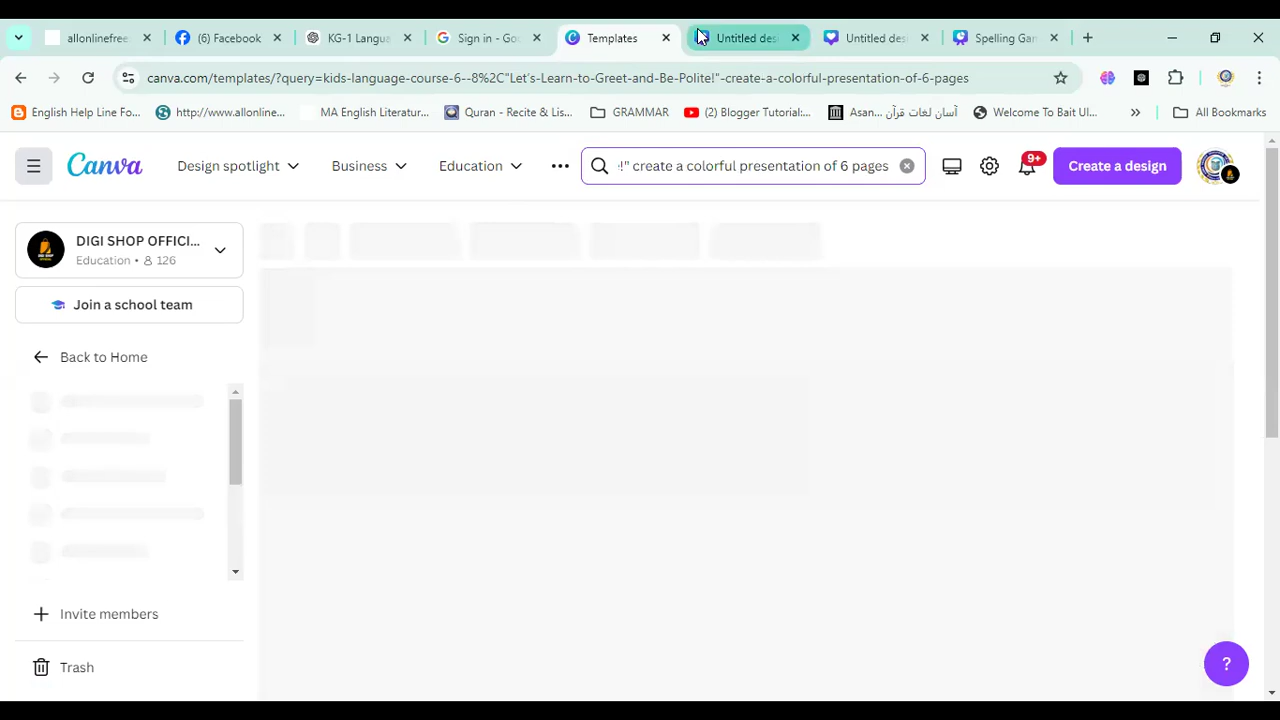 allonlinefree
(6) Facebook
KG-1 Langu
Sign in - Goo
Templates
Untitled des
Untitled des
Spelling Gam
canva.com/templates/?query=kids-language-course-6--8%2C"Let's-Learn-to-Greet-and-Be-Polite!"-create-a-colorful-presentation-of-6-pages
English Help Line Fo...
http://www.allonline...
MA English Literatur...
Quran - Recite & Lis...
GRAMMAR
(2) Blogger Tutorial:...
Asan... آسان لغات قرآن
Welcome To Bait Ul...
All Bookmarks
Canva
Design spotlight
Business
Education
!" create a colorful presentation of 6 pages
9+
Create a design
DIGI SHOP OFFICI...
Education • 126
Join a school team
Back to Home
Invite members
Trash
?